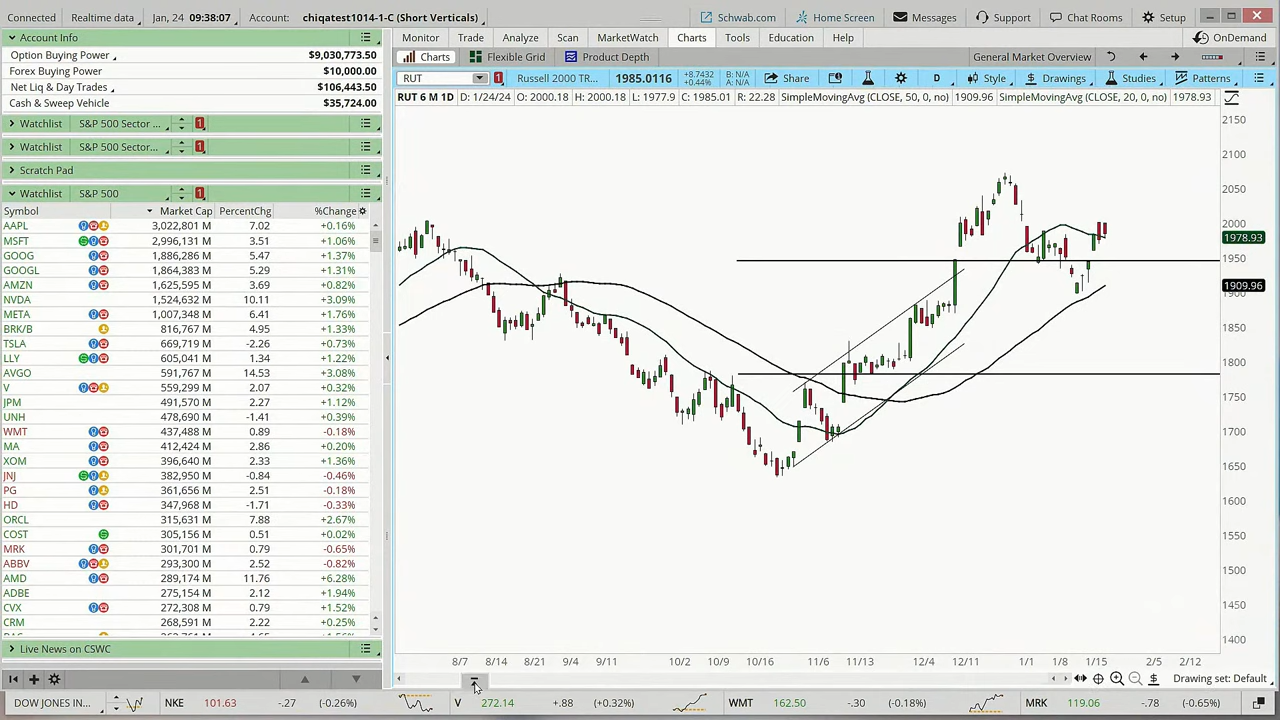 Connected Realtime data Jan, 24 09:38:07 Account: chiqatest1014-1-C (Short Verticals) Schwab.com Home Screen Messages Support Chat Rooms Setup
Account Info
Option Buying Power $9,030,773.50
Forex Buying Power $10,000.00
Net Liq & Day Trades $106,443.50
Cash & Sweep Vehicle $35,724.00
Watchlist S&P 500 Sector ... 1
Watchlist S&P 500 Sector... 1
Scratch Pad
Watchlist S&P 500 1
Symbol Market Cap PercentChg %Change
AAPL 3,022,801 M 7.02 +0.16%
MSFT 2,996,131 M 3.51 +1.06%
GOOG 1,886,286 M 5.47 +1.37%
GOOGL 1,864,383 M 5.29 +1.31%
AMZN 1,625,595 M 3.69 +0.82%
NVDA 1,524,632 M 10.11 +3.09%
META 1,007,348 M 6.41 +1.76%
BRK/B 816,767 M 4.95 +1.33%
TSLA 669,719 M -2.26 +0.73%
LLY 605,041 M 1.34 +1.22%
AVGO 591,767 M 14.53 +3.08%
V 559,299 M 2.07 +0.32%
JPM 491,570 M 2.27 +1.12%
UNH 478,690 M -1.41 +0.39%
WMT 437,488 M 0.89 -0.18%
MA 412,424 M 2.86 +0.20%
XOM 396,640 M 2.33 +1.36%
JNJ 382,950 M -0.84 -0.46%
PG 361,656 M 2.51 -0.18%
HD 347,968 M -1.71 -0.33%
ORCL 315,631 M 7.88 +2.67%
COST 305,156 M 0.51 +0.02%
MRK 301,701 M 0.79 -0.65%
ABBV 293,300 M 2.52 -0.82%
AMD 289,174 M 11.76 +6.28%
ADBE 275,154 M 2.12 +1.94%
CVX 272,308 M 0.79 +1.52%
CRM 268,591 M 2.22 +0.25%
Live News on CSWC
Monitor Trade Analyze Scan MarketWatch Charts Tools Education Help OnDemand
Charts Flexible Grid Product Depth General Market Overview
RUT 1 Russell 2000 TR... 1985.0116 +8.7432 +0.44% B: N/A A: N/A Share D Style Drawings Studies Patterns
RUT 6 M 1D D: 1/24/24 O: 2000.18 H: 2000.18 L: 1977.9 C: 1985.01 R: 22.28 SimpleMovingAvg (CLOSE, 50, 0, no) 1909.96 SimpleMovingAvg (CLOSE, 20, 0, no) 1978.93
2150
2100
2050
2000
1978.93
1950
1909.96
1900
1850
1800
1750
1700
1650
1600
1550
1500
1450
1400
8/7 8/14 8/21 9/4 9/11 10/2 10/9 10/16 11/6 11/13 12/4 12/11 1/1 1/8 1/15 2/5 2/12
Drawing set: Default
DOW JONES IN... NKE 101.63 -.27 (-0.26%) V 272.14 +.88 (+0.32%) WMT 162.50 -.30 (-0.18%) MRK 119.06 -.78 (-0.65%)